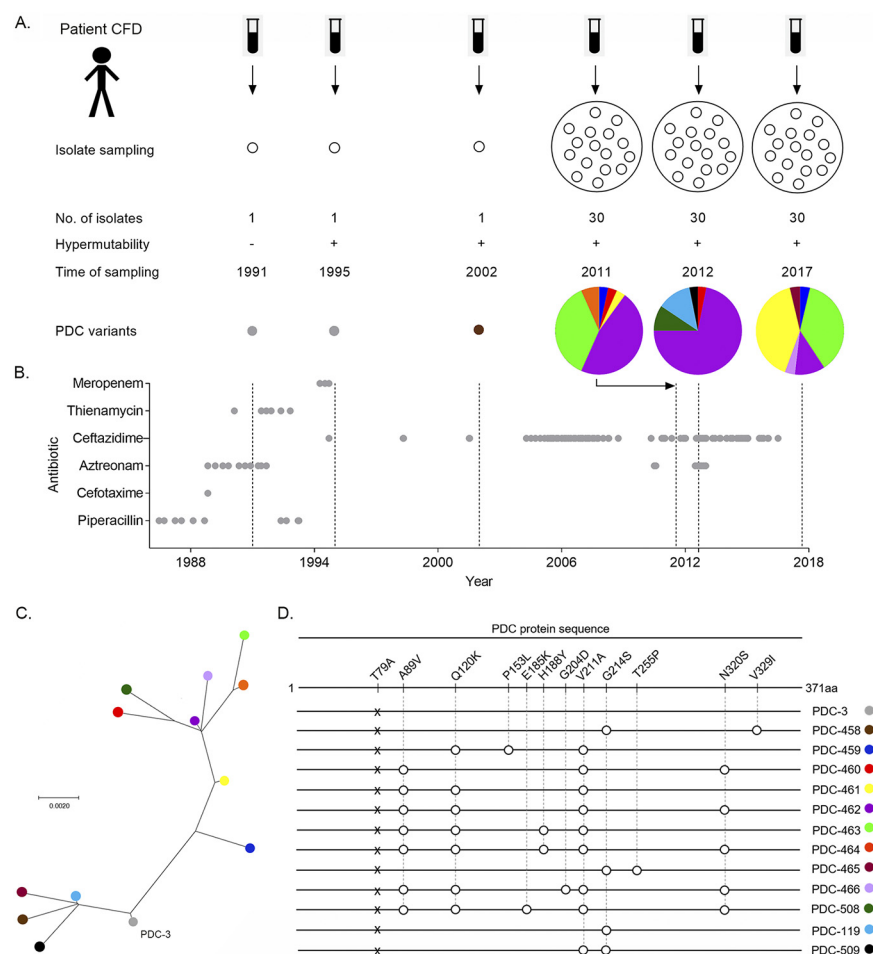 A.
Patient CFD
Isolate sampling
No. of isolates 1 1 1 30 30 30
Hypermutability - + + + + +
Time of sampling 1991 1995 2002 2011 2012 2017
PDC variants
B.
Antibiotic
Meropenem
Thienamycin
Ceftazidime
Aztreonam
Cefotaxime
Piperacillin
1988 1994 2000 2006 2012 2018
Year
C.
0.0020
PDC-3
D.
PDC protein sequence
T79A A89V Q120K P153L E185K H188Y G204D V211A G214S T255P N320S V329I
1 371aa
X PDC-3
X PDC-458
X PDC-459
X PDC-460
X PDC-461
X PDC-462
X PDC-463
X PDC-464
X PDC-465
X PDC-466
X PDC-508
X PDC-119
X PDC-509